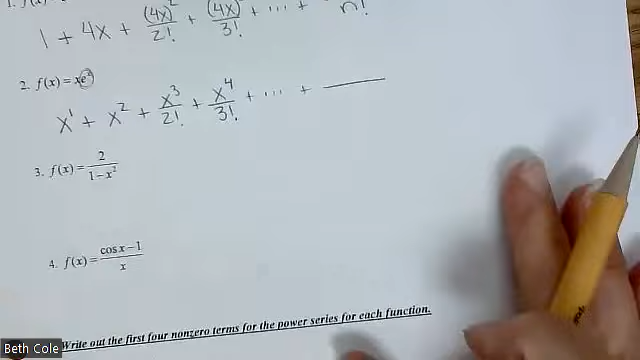 1. f(x)
1 + 4x + (4x)²/2! + (4x)³/3! + ... + n!
2. f(x) = xeˣ
x¹ + x² + x³/2! + x⁴/3! + ... + ____
3. f(x) = 2/(1-x²)
4. f(x) = (cos x - 1)/x
Write out the first four nonzero terms for the power series for each function.
Beth Cole